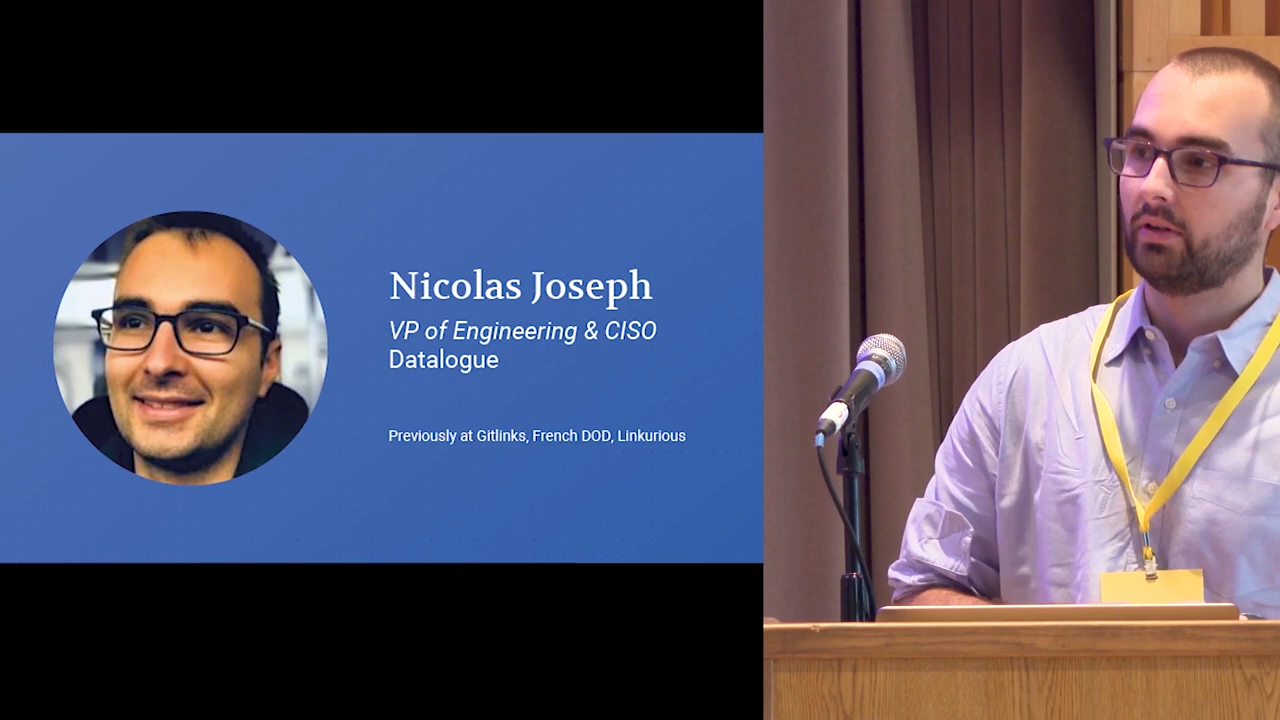 Nicolas Joseph
VP of Engineering & CISO
Datalogue
Previously at Gitlinks, French DOD, Linkurious